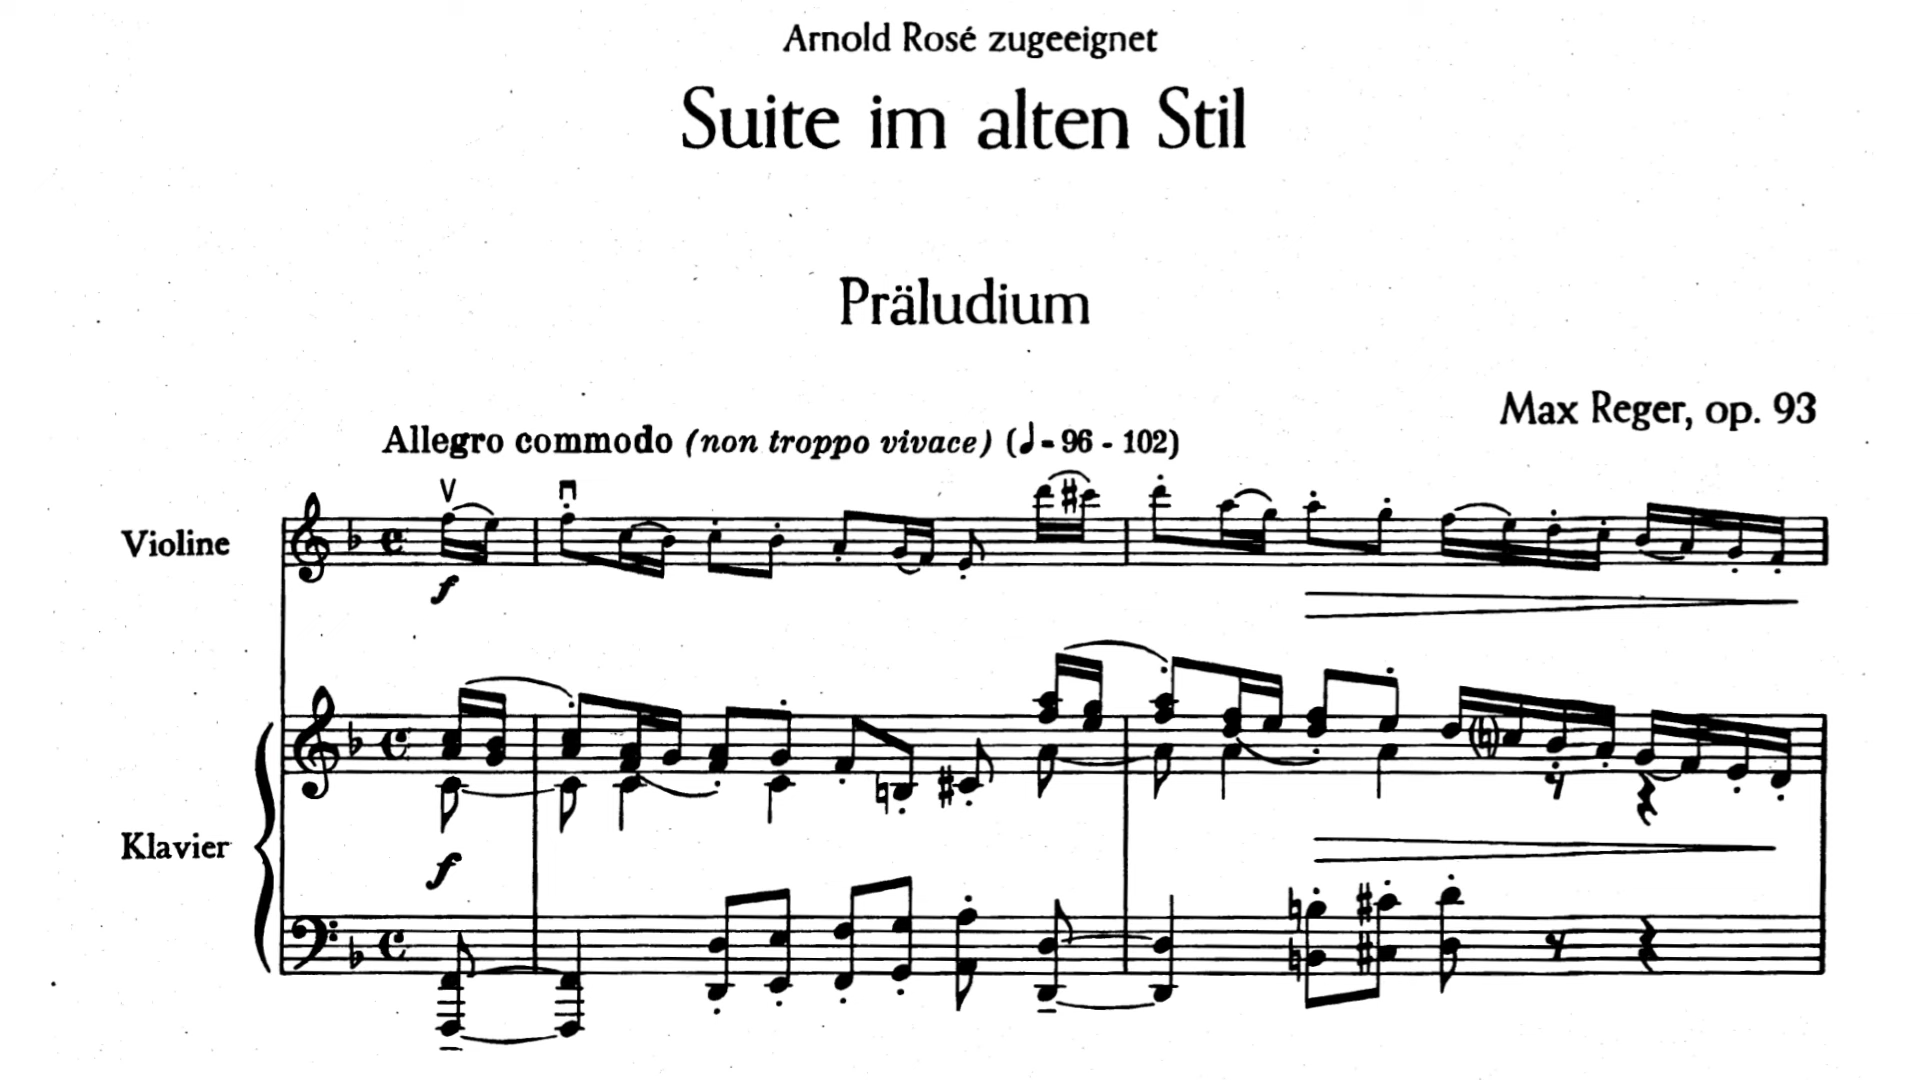 Arnold Rosé zugeeignet
Suite im alten Stil
Präludium
Max Reger, op. 93
Allegro commodo (non troppo vivace) (♩ = 96 - 102)
Violine
f
Klavier
f